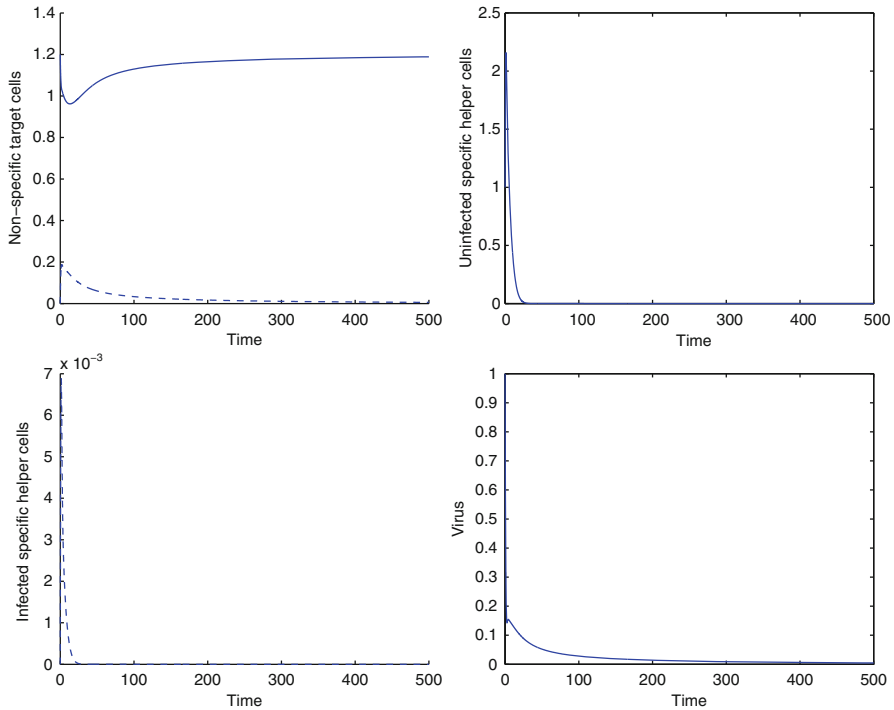 1.4
1.2
1
0.8
0.6
0.4
0.2
0
Non−specific target cells
0 100 200 300 400 500
Time
2.5
2
1.5
1
0.5
0
Uninfected specific helper cells
0 100 200 300 400 500
Time
x 10−3
7
6
5
4
3
2
1
0
Infected specific helper cells
0 100 200 300 400 500
Time
1
0.9
0.8
0.7
0.6
0.5
0.4
0.3
0.2
0.1
0
Virus
0 100 200 300 400 500
Time